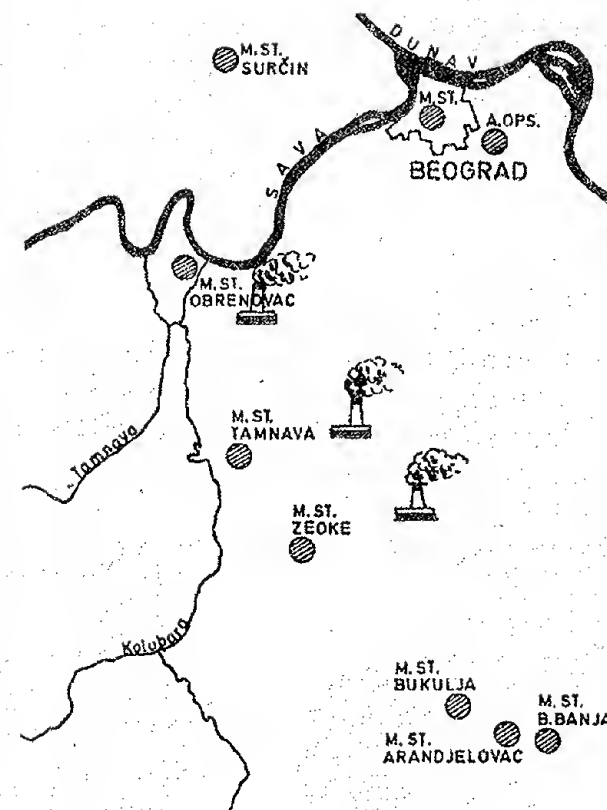 DUNAV
M. ST.
SURČIN
M. ST.
A. OPS.
BEOGRAD
SAVA
M. ST.
OBRENOVAC
M. ST.
TAMNAVA
Tamnava
M. ST.
ZEOKE
Kolubara
M. ST.
BUKULJA
M. ST.
B. BANJA
M. ST.
ARANDJELOVAC